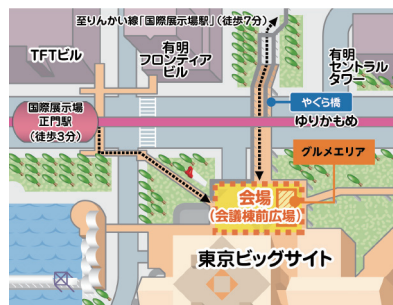 至りんかい線「国際展示場駅」(徒歩7分)
TFTビル
有明
フロンティア
ビル
有明
セントラル
タワー
国際展示場
正門駅
(徒歩3分)
やぐら橋
ゆりかもめ
グルメエリア
会場
(会議棟前広場)
東京ビッグサイト